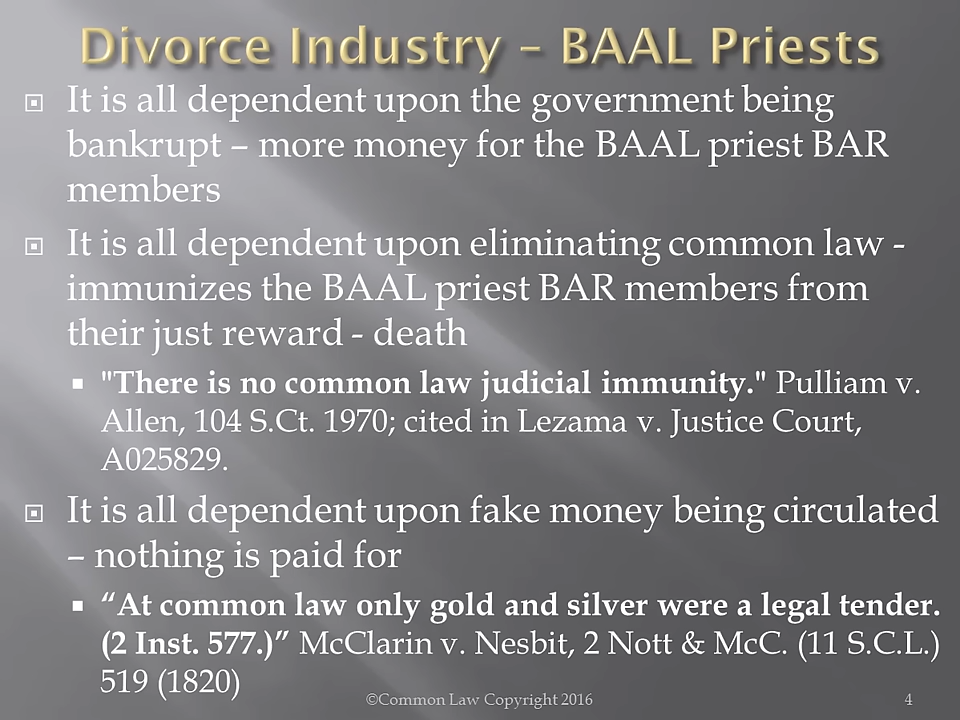 Divorce Industry – BAAL Priests
It is all dependent upon the government being
bankrupt – more money for the BAAL priest BAR
members
It is all dependent upon eliminating common law -
immunizes the BAAL priest BAR members from
their just reward - death
"There is no common law judicial immunity." Pulliam v.
Allen, 104 S.Ct. 1970; cited in Lezama v. Justice Court,
A025829.
It is all dependent upon fake money being circulated
– nothing is paid for
“At common law only gold and silver were a legal tender.
(2 Inst. 577.)” McClarin v. Nesbit, 2 Nott & McC. (11 S.C.L.)
519 (1820)
©Common Law Copyright 2016
4